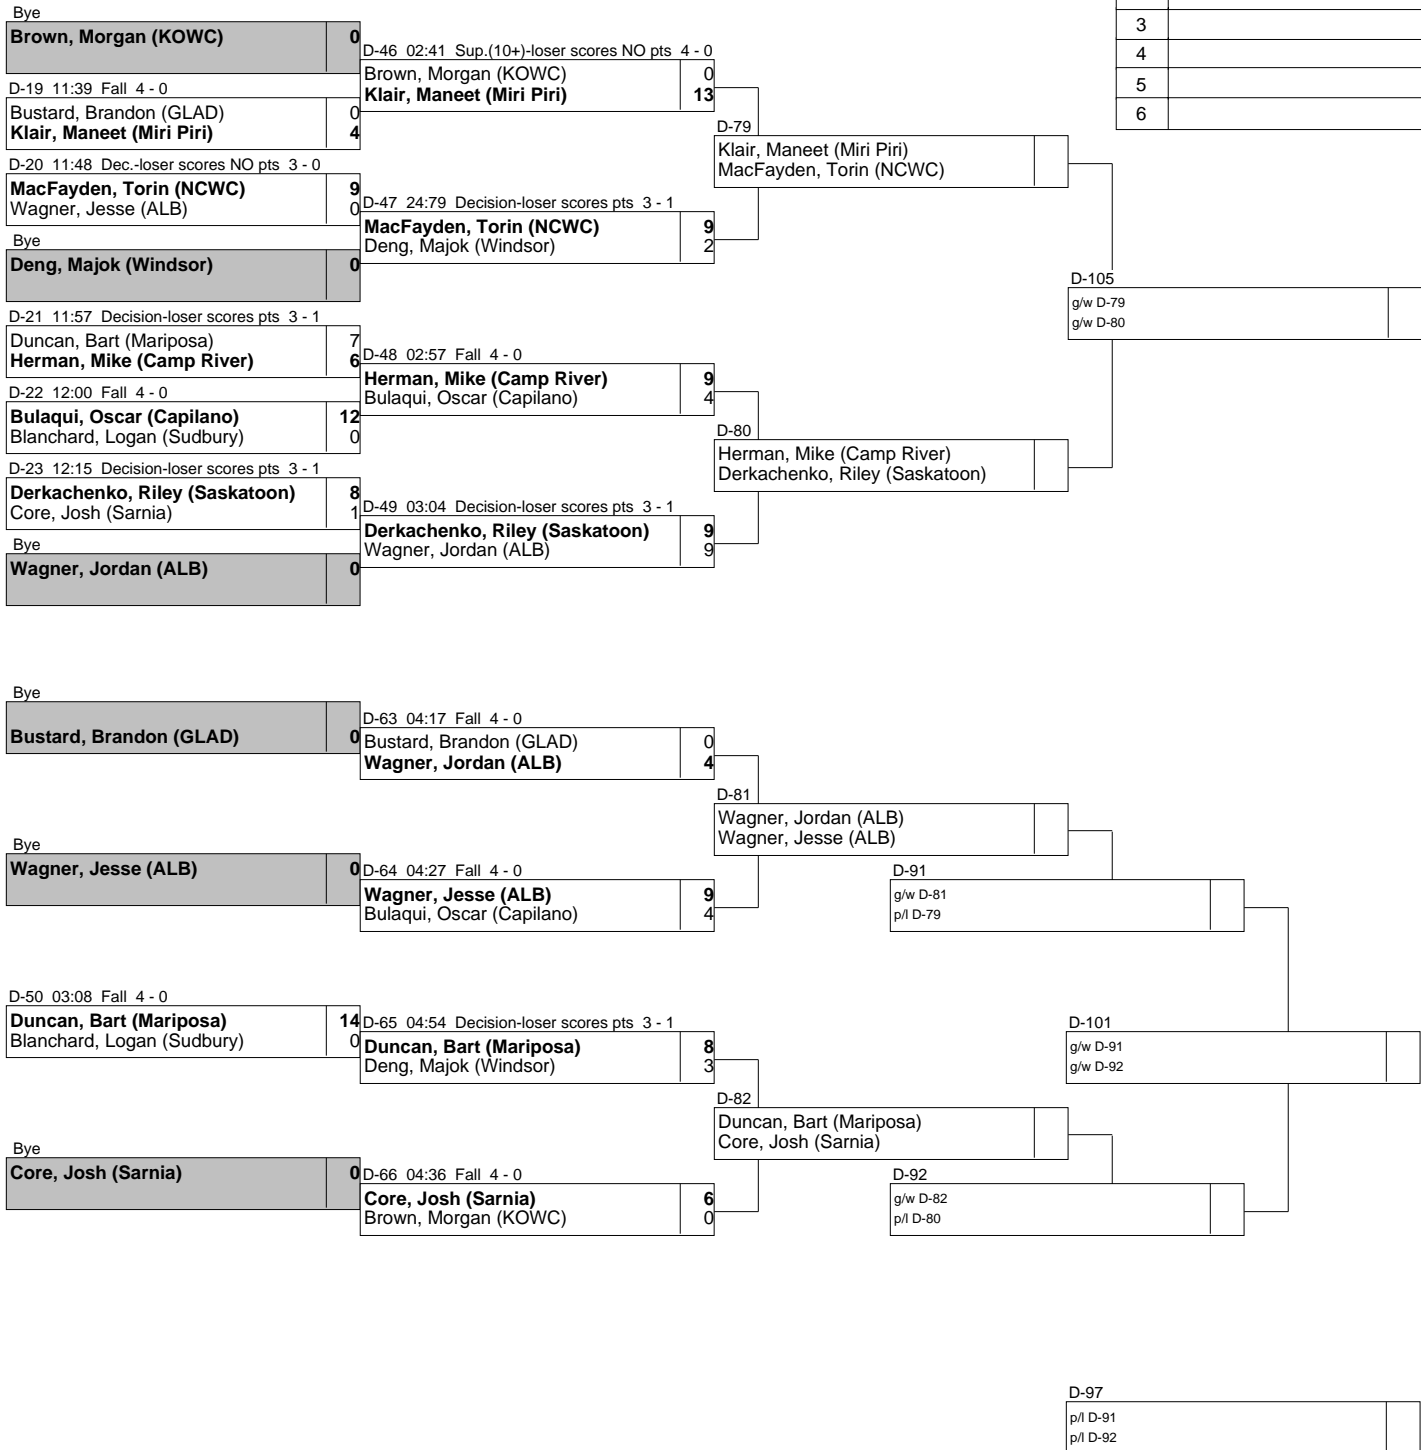 Bye
Brown, Morgan (KOWC) 0
D-19 11:39 Fall 4 - 0
Bustard, Brandon (GLAD) 0
Klair, Maneet (Miri Piri) 4
D-20 11:48 Dec.-loser scores NO pts 3 - 0
MacFayden, Torin (NCWC) 9
Wagner, Jesse (ALB) 0
Bye
Deng, Majok (Windsor) 0
D-21 11:57 Decision-loser scores pts 3 - 1
Duncan, Bart (Mariposa) 7
Herman, Mike (Camp River) 6
D-22 12:00 Fall 4 - 0
Bulaqui, Oscar (Capilano) 12
Blanchard, Logan (Sudbury) 0
D-23 12:15 Decision-loser scores pts 3 - 1
Derkachenko, Riley (Saskatoon) 8
Core, Josh (Sarnia) 1
Bye
Wagner, Jordan (ALB) 0
D-46 02:41 Sup.(10+)-loser scores NO pts 4 - 0
Brown, Morgan (KOWC) 0
Klair, Maneet (Miri Piri) 13
D-47 24:79 Decision-loser scores pts 3 - 1
MacFayden, Torin (NCWC) 9
Deng, Majok (Windsor) 2
D-48 02:57 Fall 4 - 0
Herman, Mike (Camp River) 9
Bulaqui, Oscar (Capilano) 4
D-49 03:04 Decision-loser scores pts 3 - 1
Derkachenko, Riley (Saskatoon) 9
Wagner, Jordan (ALB) 9
D-79
Klair, Maneet (Miri Piri)
MacFayden, Torin (NCWC)
D-80
Herman, Mike (Camp River)
Derkachenko, Riley (Saskatoon)
D-105
g/w D-79
g/w D-80
3
4
5
6
Bye
Bustard, Brandon (GLAD) 0
Bye
Wagner, Jesse (ALB) 0
D-50 03:08 Fall 4 - 0
Duncan, Bart (Mariposa) 14
Blanchard, Logan (Sudbury) 0
Bye
Core, Josh (Sarnia) 0
D-63 04:17 Fall 4 - 0
Bustard, Brandon (GLAD) 0
Wagner, Jordan (ALB) 4
D-64 04:27 Fall 4 - 0
Wagner, Jesse (ALB) 9
Bulaqui, Oscar (Capilano) 4
D-65 04:54 Decision-loser scores pts 3 - 1
Duncan, Bart (Mariposa) 8
Deng, Majok (Windsor) 3
D-66 04:36 Fall 4 - 0
Core, Josh (Sarnia) 6
Brown, Morgan (KOWC) 0
D-81
Wagner, Jordan (ALB)
Wagner, Jesse (ALB)
D-82
Duncan, Bart (Mariposa)
Core, Josh (Sarnia)
D-91
g/w D-81
p/l D-79
D-92
g/w D-82
p/l D-80
D-101
g/w D-91
g/w D-92
D-97
p/l D-91
p/l D-92